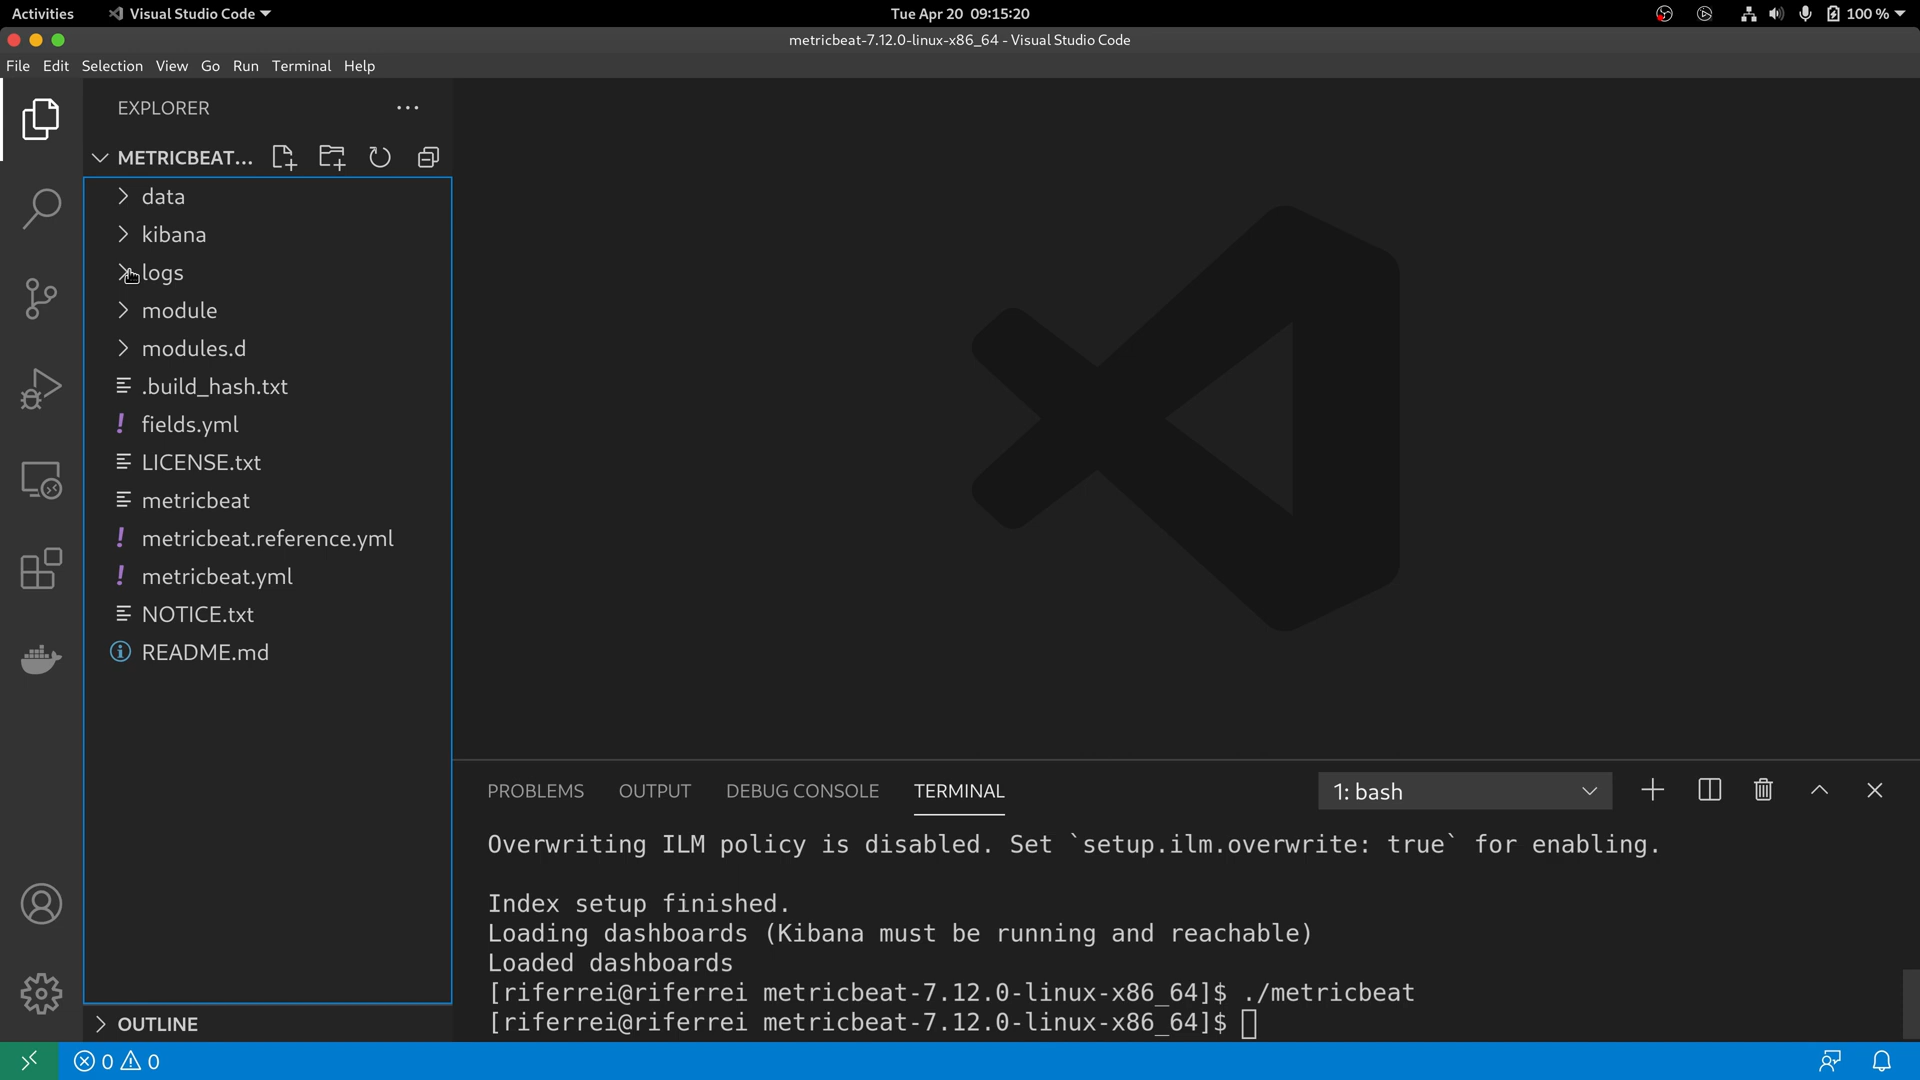 Activities
Visual Studio Code
Tue Apr 20 09:15:20
100 %
metricbeat-7.12.0-linux-x86_64 - Visual Studio Code
File Edit Selection View Go Run Terminal Help
EXPLORER
METRICBEAT...
data
kibana
logs
module
modules.d
.build_hash.txt
fields.yml
LICENSE.txt
metricbeat
metricbeat.reference.yml
metricbeat.yml
NOTICE.txt
README.md
OUTLINE
PROBLEMS OUTPUT DEBUG CONSOLE TERMINAL
1: bash
Overwriting ILM policy is disabled. Set `setup.ilm.overwrite: true` for enabling.
Index setup finished.
Loading dashboards (Kibana must be running and reachable)
Loaded dashboards
[riferrei@riferrei metricbeat-7.12.0-linux-x86_64]$ ./metricbeat
[riferrei@riferrei metricbeat-7.12.0-linux-x86_64]$
0 0